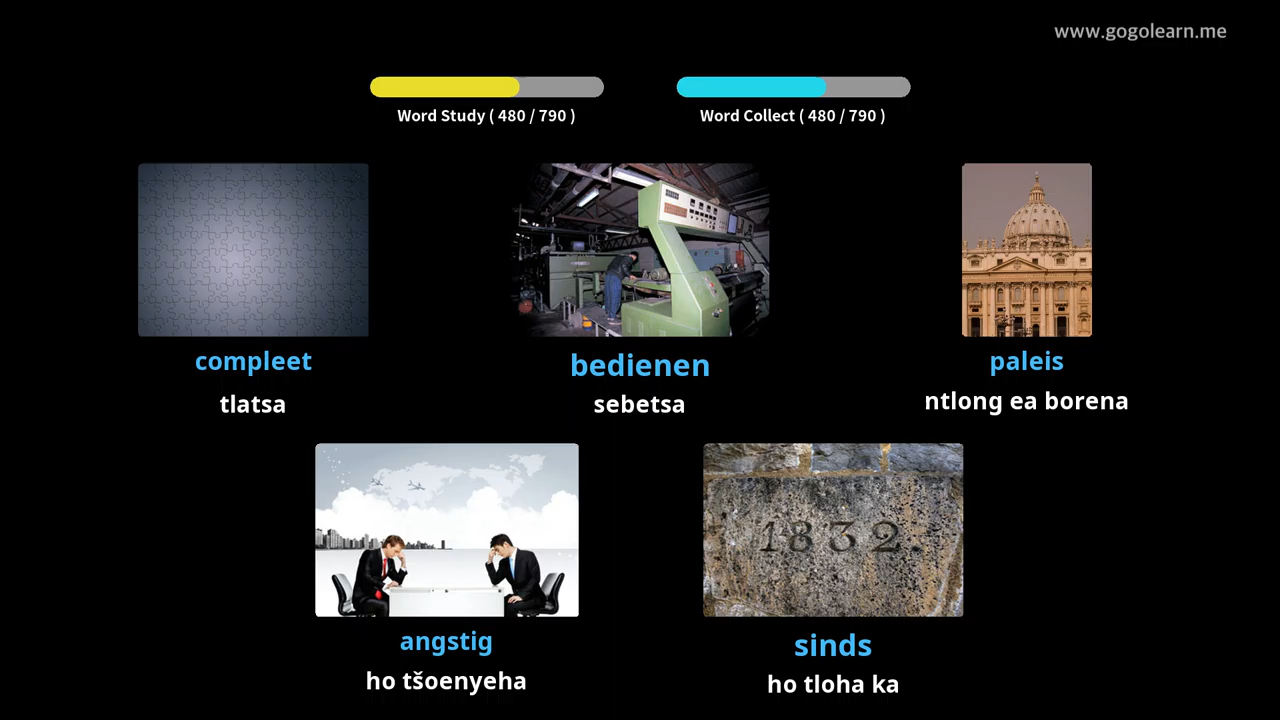 www.gogolearn.me
Word Study ( 480 / 790 )
Word Collect ( 480 / 790 )
compleet
bedienen
paleis
tlatsa
sebetsa
ntlong ea borena
1832.
angstig
sinds
ho tšoenyeha
ho tloha ka